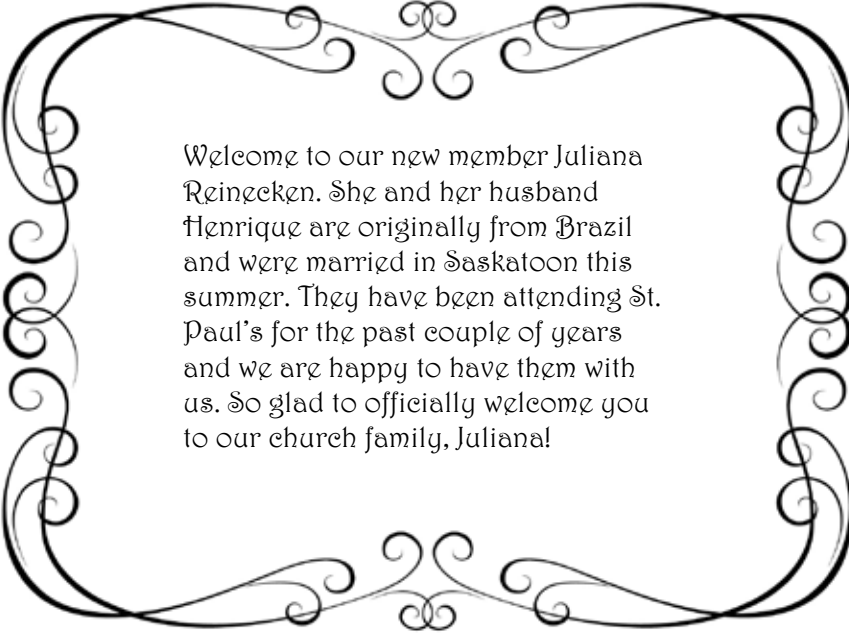 Welcome to our new member Juliana
Reinecken. She and her husband
Henrique are originally from Brazil
and were married in Saskatoon this
summer. They have been attending St.
Paul's for the past couple of years
and we are happy to have them with
us. So glad to officially welcome you
to our church family, Juliana!